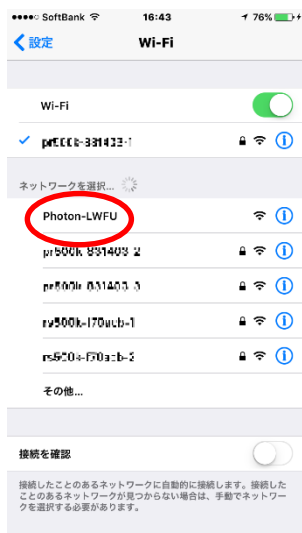 SoftBank 16:43 76%
設定 Wi-Fi
Wi-Fi
ネットワークを選択...
Photon-LWFU
その他...
接続を確認
接続したことのあるネットワークに自動的に接続します。接続した
ことのあるネットワークが見つからない場合は、手動でネットワー
クを選択する必要があります。